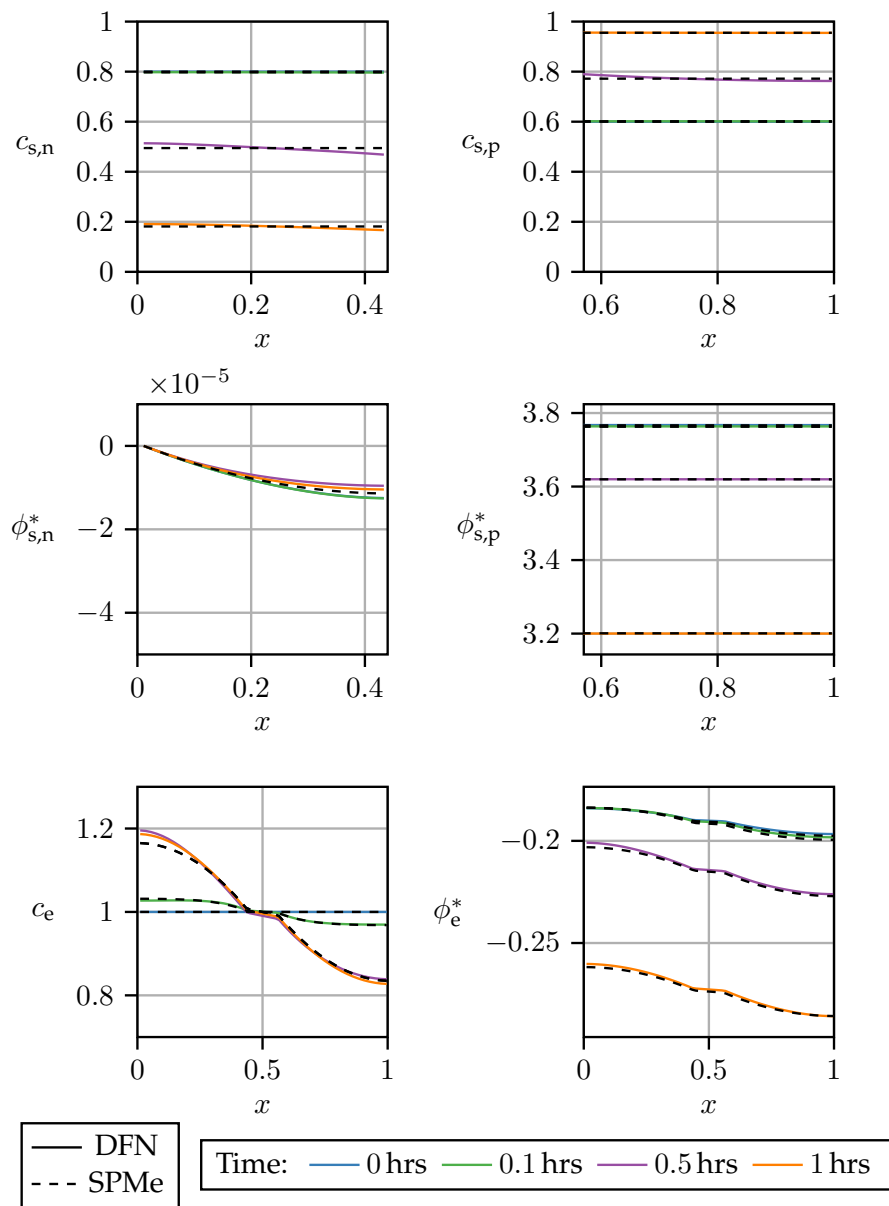 1
0.8
0.6
c_{s,n}
0.4
0.2
0
0 0.2 0.4
x
1
0.8
0.6
c_{s,p}
0.4
0.2
0
0.6 0.8 1
x
×10^{−5}
0
ϕ^*_{s,n}
−2
−4
0 0.2 0.4
x
3.8
3.6
ϕ^*_{s,p}
3.4
3.2
0.6 0.8 1
x
1.2
c_e
1
0.8
0 0.5 1
x
−0.2
ϕ^*_e
−0.25
0 0.5 1
x
DFN
SPMe
Time: 0 hrs 0.1 hrs 0.5 hrs 1 hrs